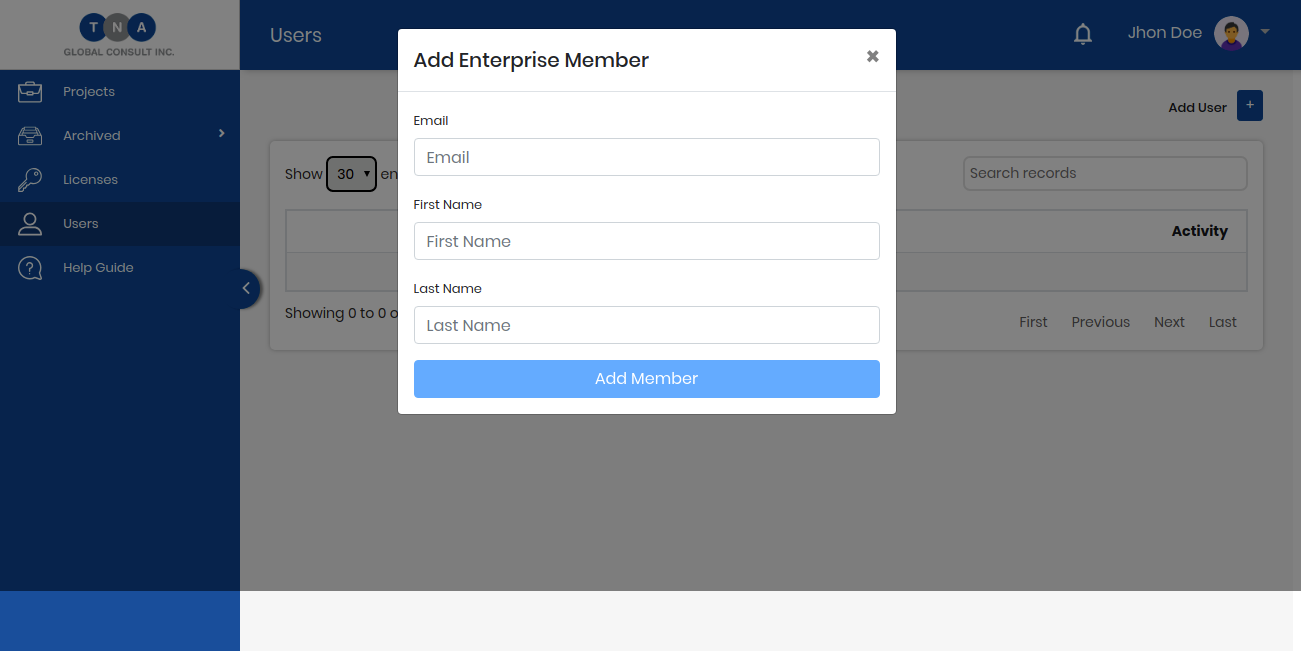 T N A
GLOBAL CONSULT INC.
Users
Jhon Doe
Projects
Archived
Licenses
Users
Help Guide
Add User +
Show 30 en
Search records
Activity
Showing 0 to 0 o
First Previous Next Last
Add Enterprise Member
Email
Email
First Name
First Name
Last Name
Last Name
Add Member